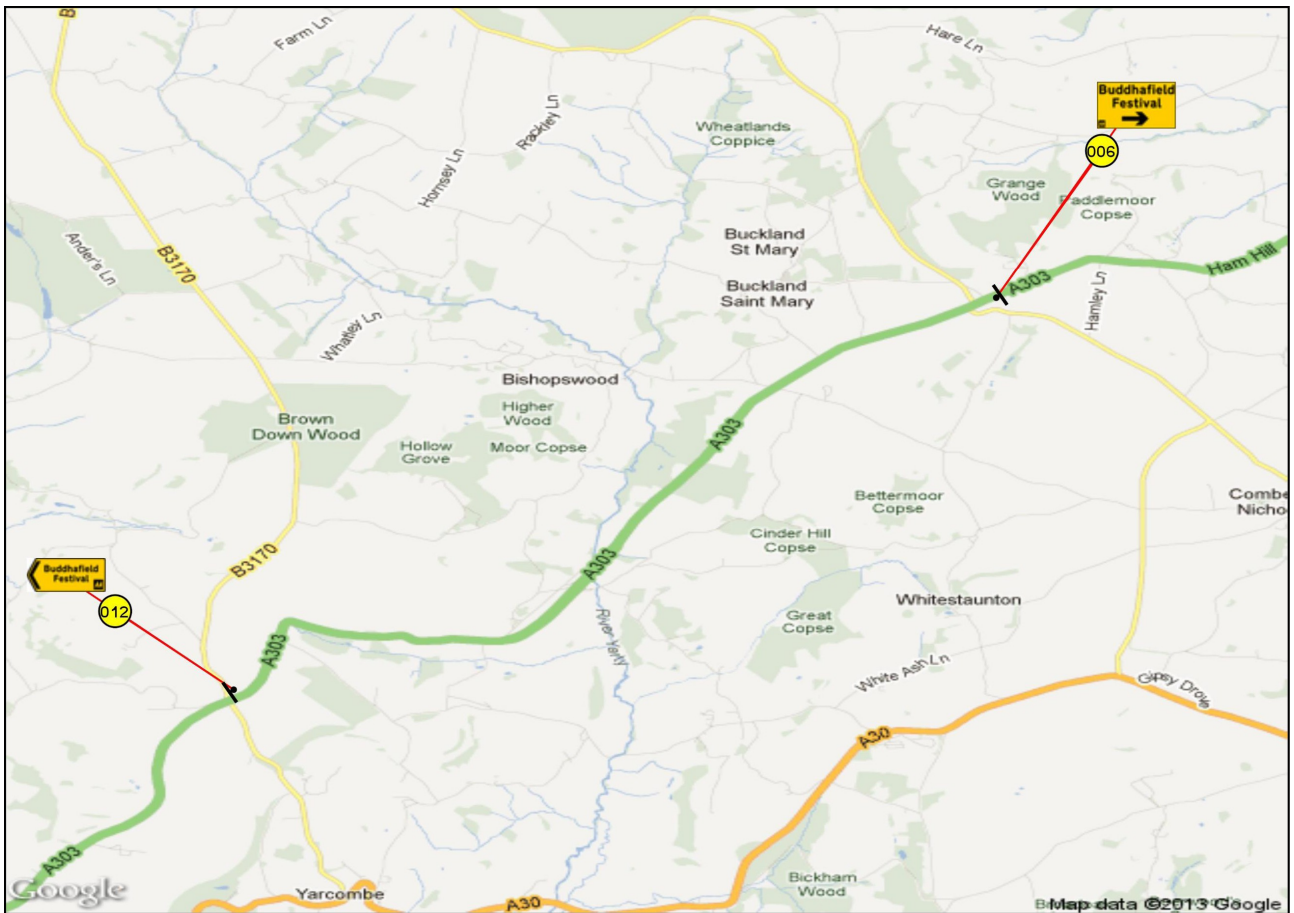 B
Farm Ln
Hare Ln
Buddhafield
Festival
Rackley Ln
Wheatlands
Coppice
006
Hornsey Ln
Grange
Wood
Paddlemoor
Copse
Ander's Ln
B3170
Buckland
St Mary
Ham Hill
Buckland
Saint Mary
A303
Hamley Ln
Whatley Ln
Bishopswood
Higher
Wood
Brown
Down Wood
Hollow
Grove
Moor Copse
A303
Bettermoor
Copse
Combe
Nicho
Cinder Hill
Copse
B3170
A303
Buddhafield
Festival
012
Whitestaunton
Great
Copse
River Yarty
A303
White Ash Ln
Gipsy Drove
A30
A303
Google
Yarcombe
A30
Bickham
Wood
Map data ©2013 Google